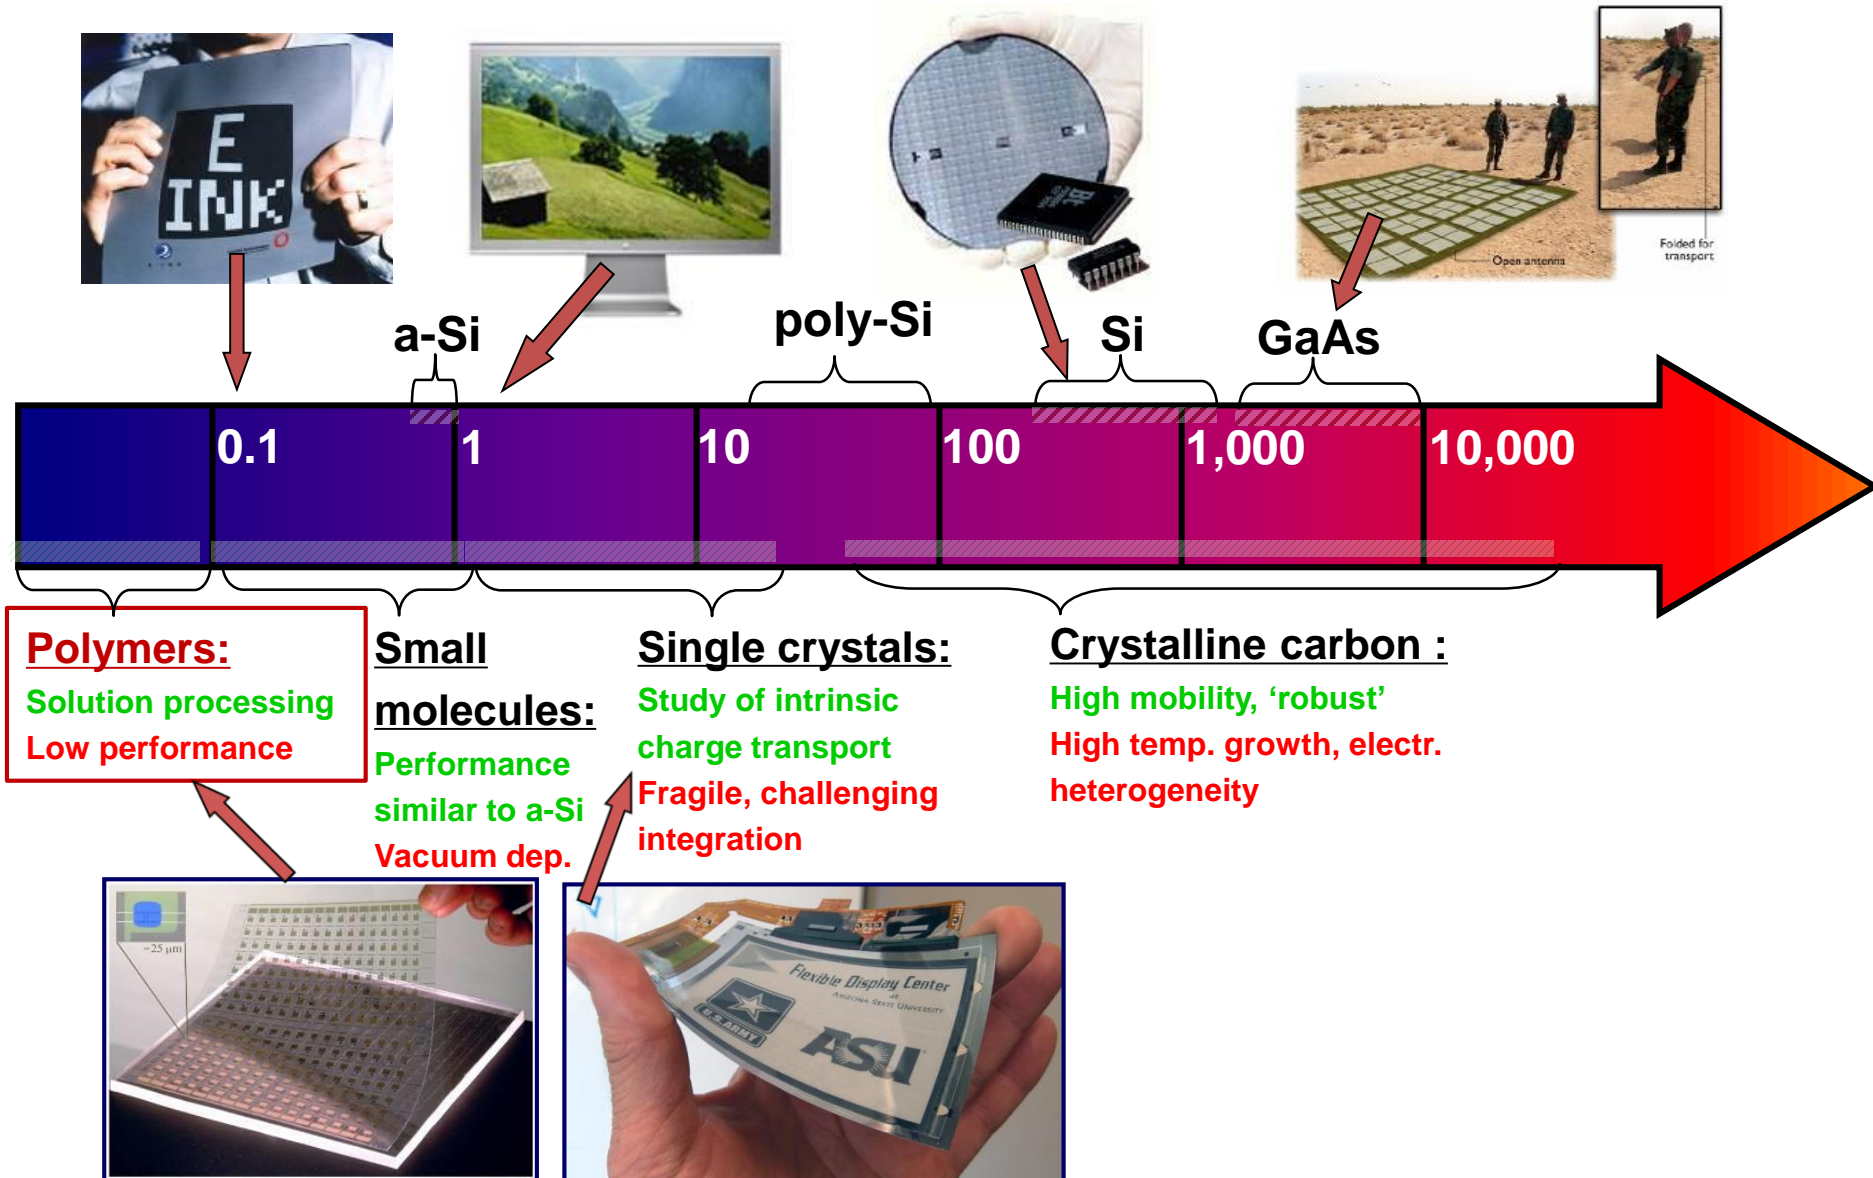 E
INK
Open antenna
Folded for
transport
a-Si
poly-Si
Si
GaAs
0.1
1
10
100
1,000
10,000
Polymers:
Solution processing
Low performance
Small
molecules:
Performance
similar to a-Si
Vacuum dep.
Single crystals:
Study of intrinsic
charge transport
Fragile, challenging
integration
Crystalline carbon :
High mobility, ‘robust’
High temp. growth, electr.
heterogeneity
~25 µm
Flexible Display Center
at
ARIZONA STATE UNIVERSITY
U.S.ARMY
ASU